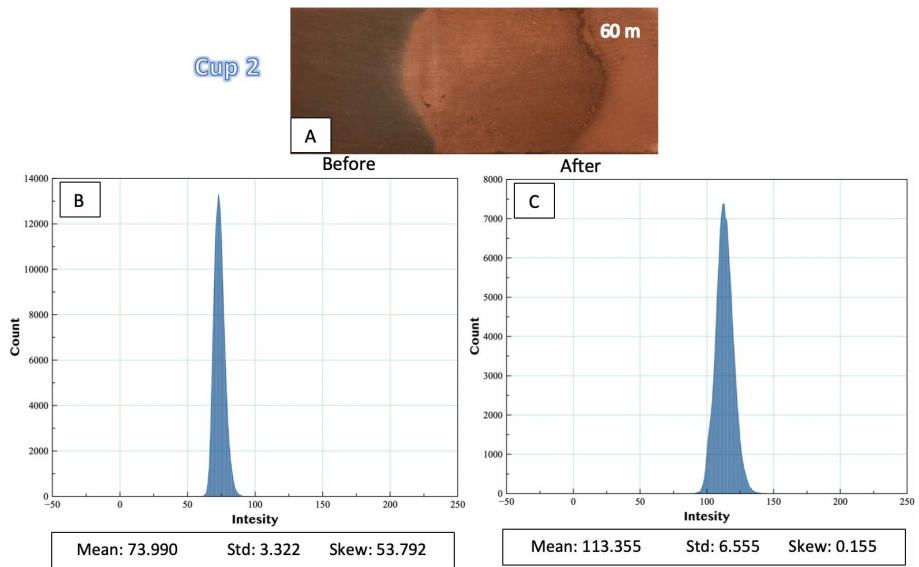 Cup 2
60 m
A
Before
After
B
14000
12000
10000
8000
6000
4000
2000
0
Count
−50
0
50
100
150
200
250
Intesity
Mean: 73.990 Std: 3.322 Skew: 53.792
C
8000
7000
6000
5000
4000
3000
2000
1000
0
Count
−50
0
50
100
150
200
250
Intesity
Mean: 113.355 Std: 6.555 Skew: 0.155